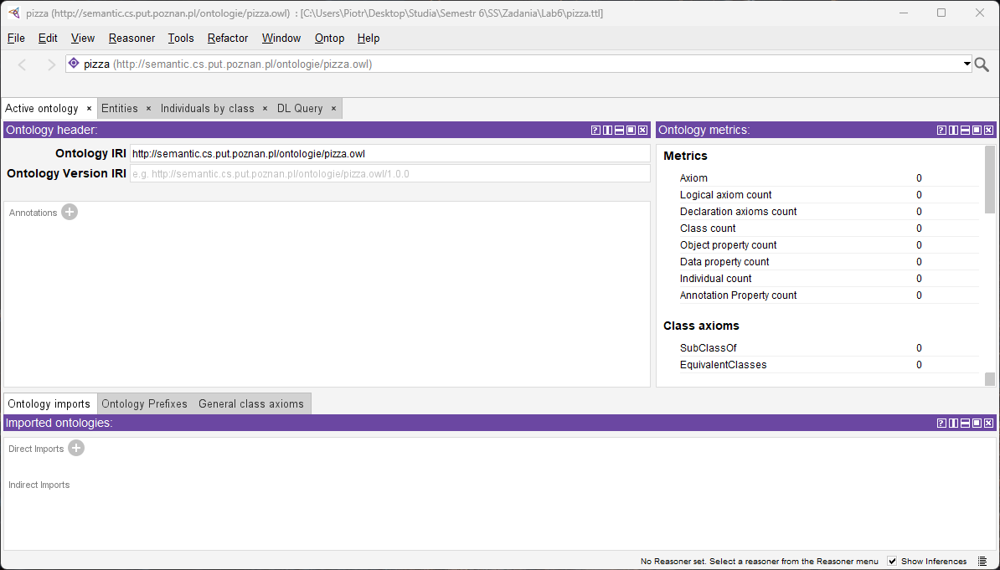 pizza (http://semantic.cs.put.poznan.pl/ontologie/pizza.owl) : [C:\Users\Piotr\Desktop\Studia\Semestr 6\SS\Zadania\Lab6\pizza.ttl]
File Edit View Reasoner Tools Refactor Window Ontop Help
pizza (http://semantic.cs.put.poznan.pl/ontologie/pizza.owl)
Active ontology × Entities × Individuals by class × DL Query ×
Ontology header:
Ontology IRI http://semantic.cs.put.poznan.pl/ontologie/pizza.owl
Ontology Version IRI e.g. http://semantic.cs.put.poznan.pl/ontologie/pizza.owl/1.0.0
Annotations
Ontology metrics:
Metrics
Axiom 0
Logical axiom count 0
Declaration axioms count 0
Class count 0
Object property count 0
Data property count 0
Individual count 0
Annotation Property count 0
Class axioms
SubClassOf 0
EquivalentClasses 0
Ontology imports Ontology Prefixes General class axioms
Imported ontologies:
Direct Imports
Indirect Imports
No Reasoner set. Select a reasoner from the Reasoner menu Show Inferences